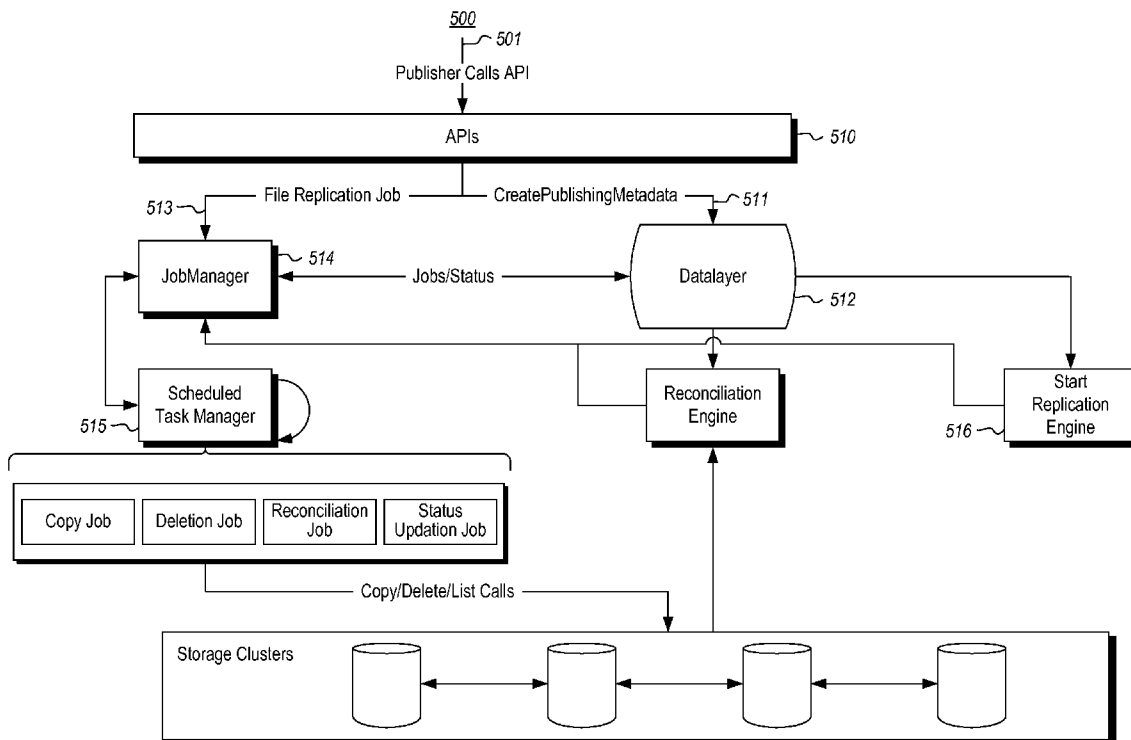 500
501
Publisher Calls API
APIs
510
File Replication Job
CreatePublishingMetadata
513
511
JobManager
514
Jobs/Status
Datalayer
512
Scheduled
Task Manager
515
Reconciliation
Engine
Start
Replication
Engine
516
Copy Job
Deletion Job
Reconciliation
Job
Status
Updation Job
Copy/Delete/List Calls
Storage Clusters